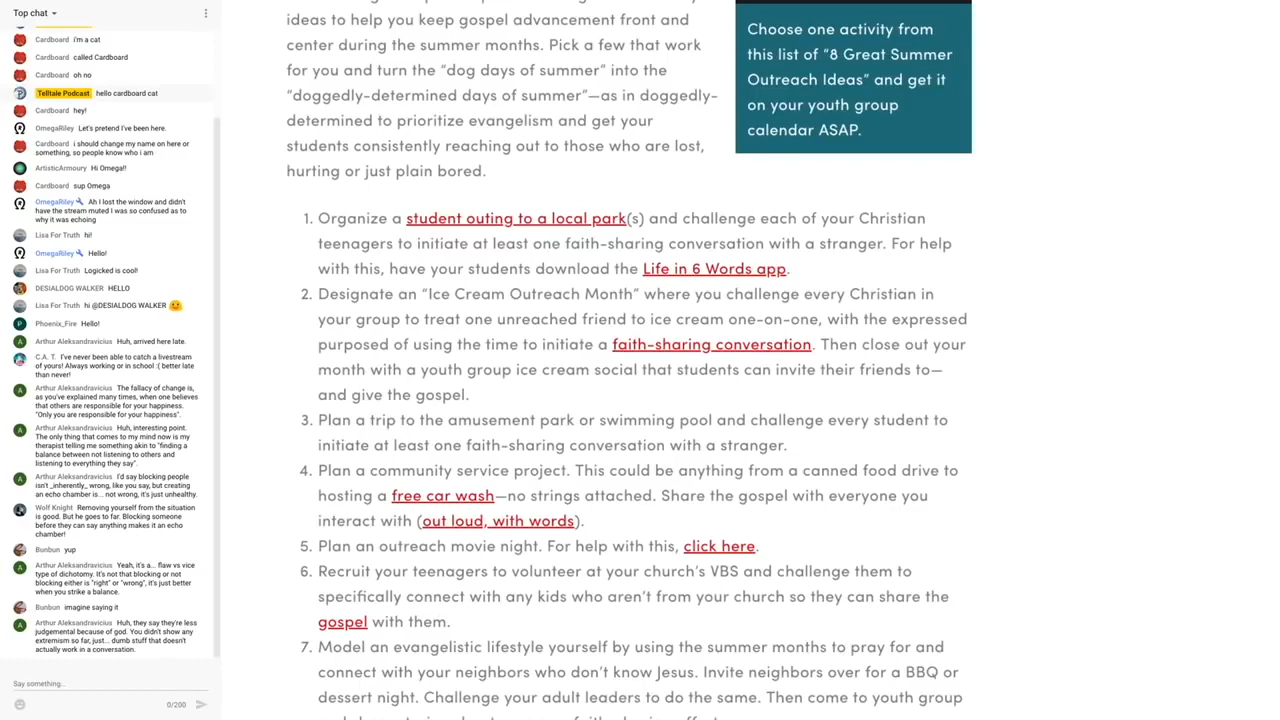 Top chat
Cardboard i'm a cat
Cardboard called Cardboard
Cardboard oh no
Telltale Podcast hello cardboard cat
Cardboard hey!
OmegaRiley Let's pretend I've been here.
Cardboard i should change my name on here or
something, so people know who i am
ArtisticArmoury Hi Omega!!
Cardboard sup Omega
OmegaRiley Ah I lost the window and didn't
have the stream muted I was so confused as to
why it was echoing
Lisa For Truth hi!
OmegaRiley Hello!
Lisa For Truth Logicked is cool!
DESIALDOG WALKER HELLO
Lisa For Truth hi @DESIALDOG WALKER
Phoenix_Fire Hello!
Arthur Aleksandravicius Huh, arrived here late.
C.A. T. I've never been able to catch a livestream
of yours! Always working or in school :( better late
than never!
Arthur Aleksandravicius The fallacy of change is,
as you've explained many times, when one believes
that others are responsible for your happiness.
"Only you are responsible for your happiness".
Arthur Aleksandravicius Huh, interesting point.
The only thing that comes to my mind now is my
therapist telling me something akin to "finding a
balance between not listening to others and
listening to everything they say".
Arthur Aleksandravicius I'd say blocking people
isn't _inherently_ wrong, like you say, but creating
an echo chamber is... not wrong, it's just unhealthy.
Wolf Knight Removing yourself from the situation
is good. But he goes to far. Blocking someone
before they can say anything makes it an echo
chamber!
Bunbun yup
Arthur Aleksandravicius Yeah, it's a... flaw vs vice
type of dichotomy. It's not that blocking or not
blocking either is "right" or "wrong", it's just better
when you strike a balance.
Bunbun imagine saying it
Arthur Aleksandravicius Huh, they say they're less
judgemental because of god. You didn't show any
extremism so far, just... dumb stuff that doesn't
actually work in a conversation.
Say something...
0/200
ideas to help you keep gospel advancement front and
center during the summer months. Pick a few that work
for you and turn the “dog days of summer” into the
“doggedly-determined days of summer”—as in doggedly-
determined to prioritize evangelism and get your
students consistently reaching out to those who are lost,
hurting or just plain bored.
Choose one activity from
this list of “8 Great Summer
Outreach Ideas” and get it
on your youth group
calendar ASAP.
1. Organize a student outing to a local park(s) and challenge each of your Christian
teenagers to initiate at least one faith-sharing conversation with a stranger. For help
with this, have your students download the Life in 6 Words app.
2. Designate an “Ice Cream Outreach Month” where you challenge every Christian in
your group to treat one unreached friend to ice cream one-on-one, with the expressed
purposed of using the time to initiate a faith-sharing conversation. Then close out your
month with a youth group ice cream social that students can invite their friends to—
and give the gospel.
3. Plan a trip to the amusement park or swimming pool and challenge every student to
initiate at least one faith-sharing conversation with a stranger.
4. Plan a community service project. This could be anything from a canned food drive to
hosting a free car wash—no strings attached. Share the gospel with everyone you
interact with (out loud, with words).
5. Plan an outreach movie night. For help with this, click here.
6. Recruit your teenagers to volunteer at your church’s VBS and challenge them to
specifically connect with any kids who aren’t from your church so they can share the
gospel with them.
7. Model an evangelistic lifestyle yourself by using the summer months to pray for and
connect with your neighbors who don’t know Jesus. Invite neighbors over for a BBQ or
dessert night. Challenge your adult leaders to do the same. Then come to youth group